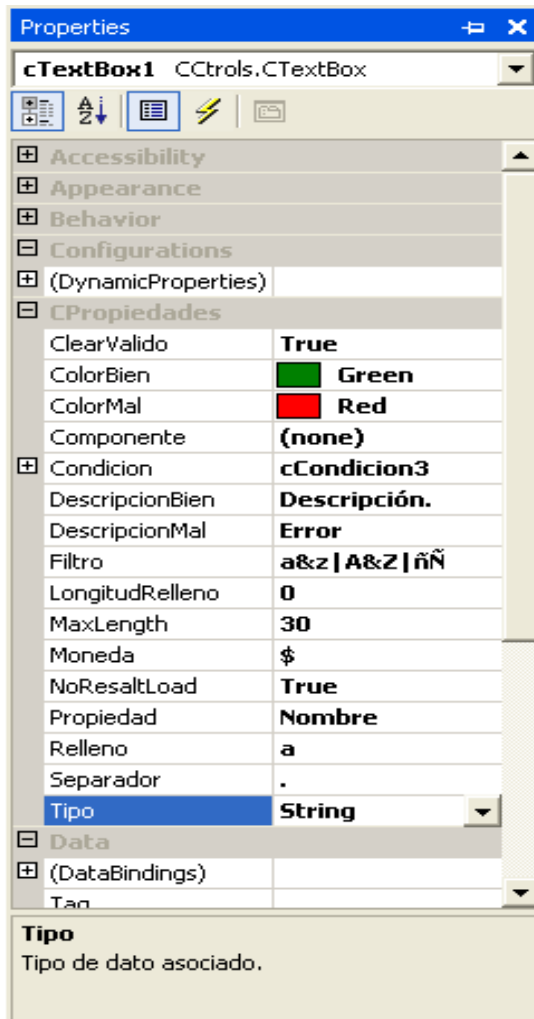 Properties
cTextBox1 CCtrols.CTextBox
A
Z
Accessibility
Appearance
Behavior
Configurations
(DynamicProperties)
CPropiedades
ClearValido True
ColorBien Green
ColorMal Red
Componente (none)
Condicion cCondicion3
DescripcionBien Descripción.
DescripcionMal Error
Filtro a&z|A&Z|ñÑ
LongitudRelleno 0
MaxLength 30
Moneda $
NoResaltLoad True
Propiedad Nombre
Relleno a
Separador .
Tipo String
Data
(DataBindings)
Tag
Tipo
Tipo de dato asociado.